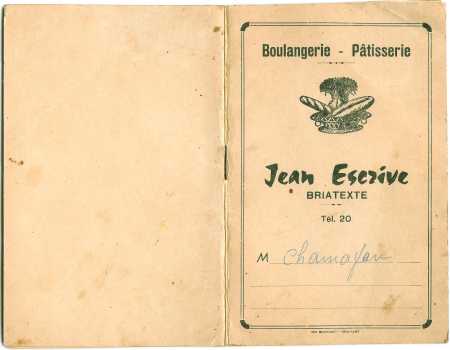 Boulangerie - Pâtisserie
Jean Escrive
BRIATEXTE
Tél. 20
M Chamayou